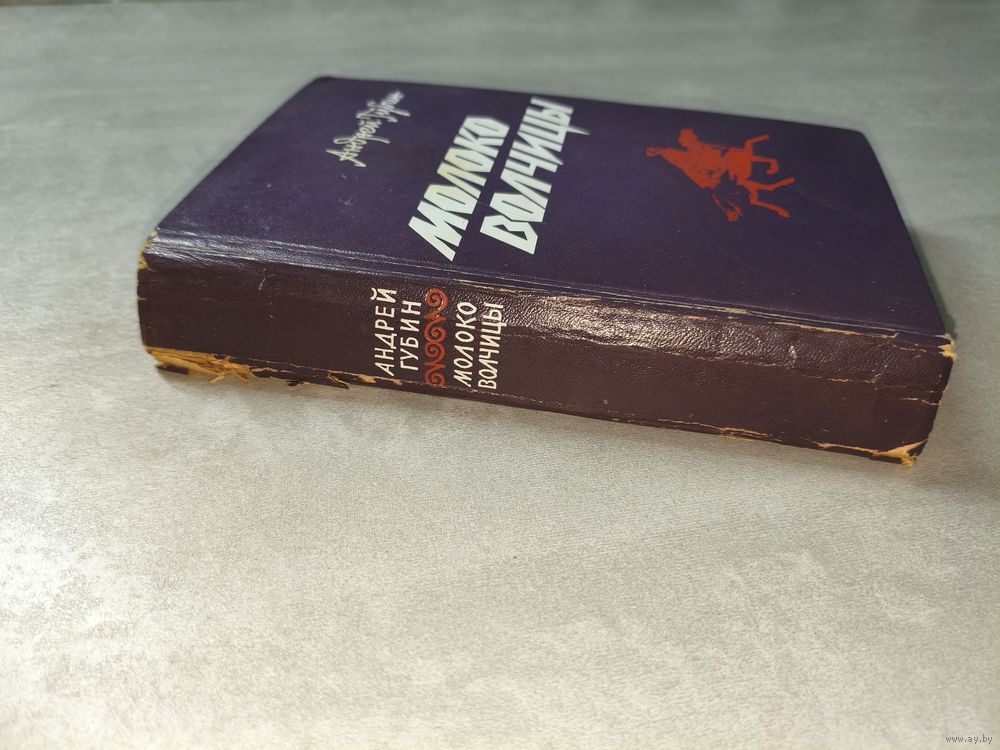 Андрей Губин
МОЛОКО
ВОЛЧИЦЫ
АНДРЕЙ
ГУБИН
МОЛОКО
ВОЛЧИЦЫ
www.ay.by